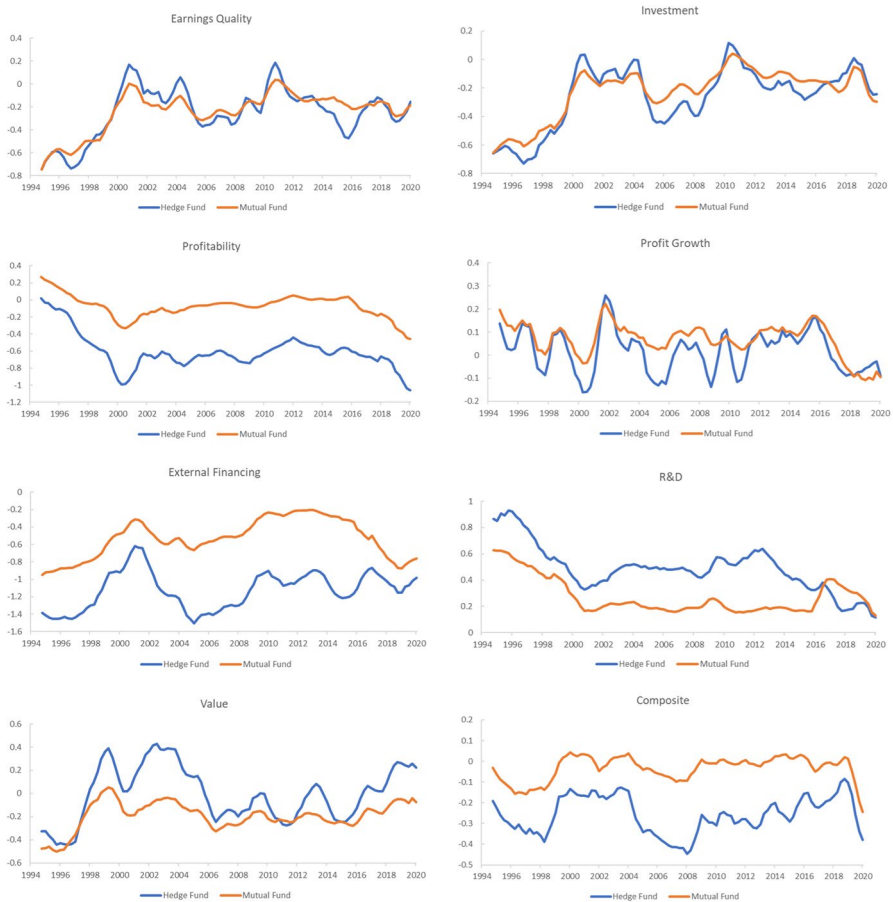 Earnings Quality
0.4
0.2
0
-0.2
-0.4
-0.6
-0.8
1994 1996 1998 2000 2002 2004 2006 2008 2010 2012 2014 2016 2018 2020
Hedge Fund Mutual Fund
Investment
0.2
0
-0.2
-0.4
-0.6
-0.8
1994 1996 1998 2000 2002 2004 2006 2008 2010 2012 2014 2016 2018 2020
Hedge Fund Mutual Fund
Profitability
0.4
0.2
0
-0.2
-0.4
-0.6
-0.8
-1
-1.2
1994 1996 1998 2000 2002 2004 2006 2008 2010 2012 2014 2016 2018 2020
Hedge Fund Mutual Fund
Profit Growth
0.4
0.3
0.2
0.1
0
-0.1
-0.2
1994 1996 1998 2000 2002 2004 2006 2008 2010 2012 2014 2016 2018 2020
Hedge Fund Mutual Fund
External Financing
0
-0.2
-0.4
-0.6
-0.8
-1
-1.2
-1.4
-1.6
1994 1996 1998 2000 2002 2004 2006 2008 2010 2012 2014 2016 2018 2020
Hedge Fund Mutual Fund
R&D
1
0.8
0.6
0.4
0.2
0
1994 1996 1998 2000 2002 2004 2006 2008 2010 2012 2014 2016 2018 2020
Hedge Fund Mutual Fund
Value
0.6
0.4
0.2
0
-0.2
-0.4
-0.6
1994 1996 1998 2000 2002 2004 2006 2008 2010 2012 2014 2016 2018 2020
Hedge Fund Mutual Fund
Composite
0.2
0.1
0
-0.1
-0.2
-0.3
-0.4
-0.5
1994 1996 1998 2000 2002 2004 2006 2008 2010 2012 2014 2016 2018 2020
Hedge Fund Mutual Fund